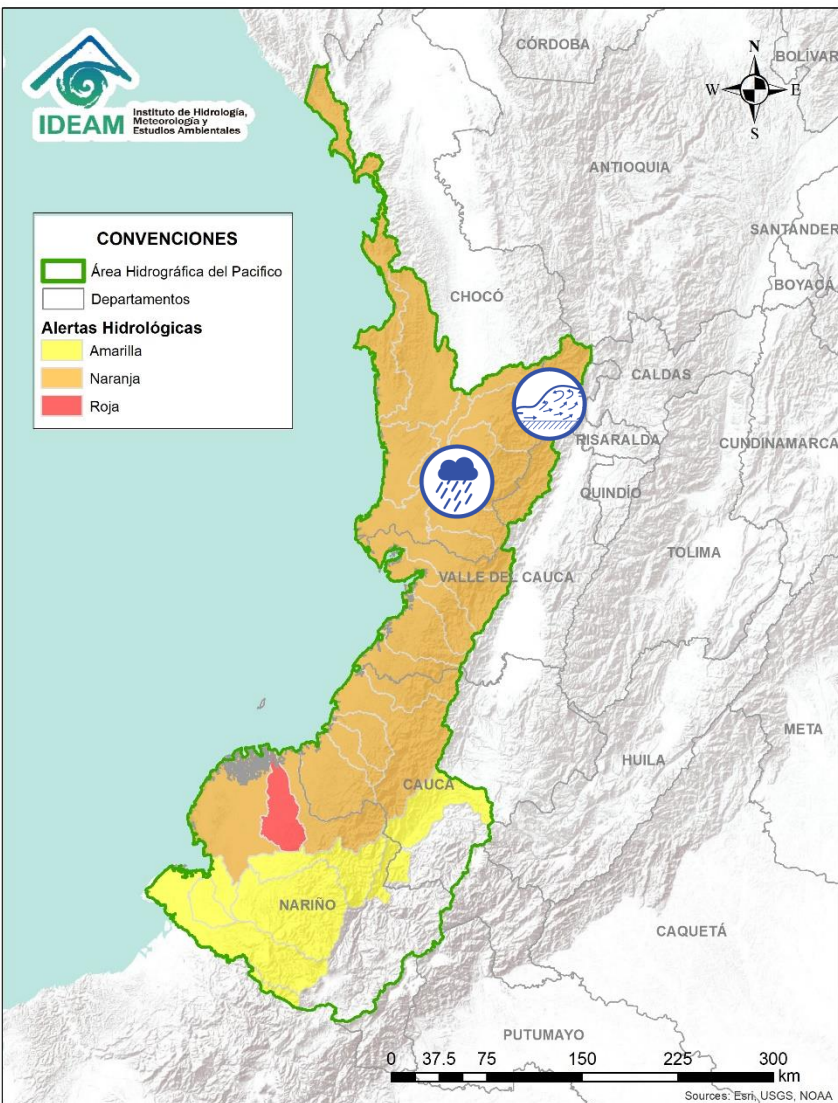 IDEAM
Instituto de Hidrología,
Meteorología y
Estudios Ambientales
CÓRDOBA
BOLÍVAR
N
W
E
S
ANTIOQUIA
SANTANDER
BOYACÁ
CONVENCIONES
Área Hidrográfica del Pacifico
Departamentos
Alertas Hidrológicas
Amarilla
Naranja
Roja
CHOCÓ
CALDAS
RISARALDA
CUNDINAMARCA
QUINDÍO
TOLIMA
VALLE DEL CAUCA
META
HUILA
CAUCA
NARIÑO
CAQUETÁ
PUTUMAYO
0 37.5 75 150 225 300
km
Sources: Esri, USGS, NOAA